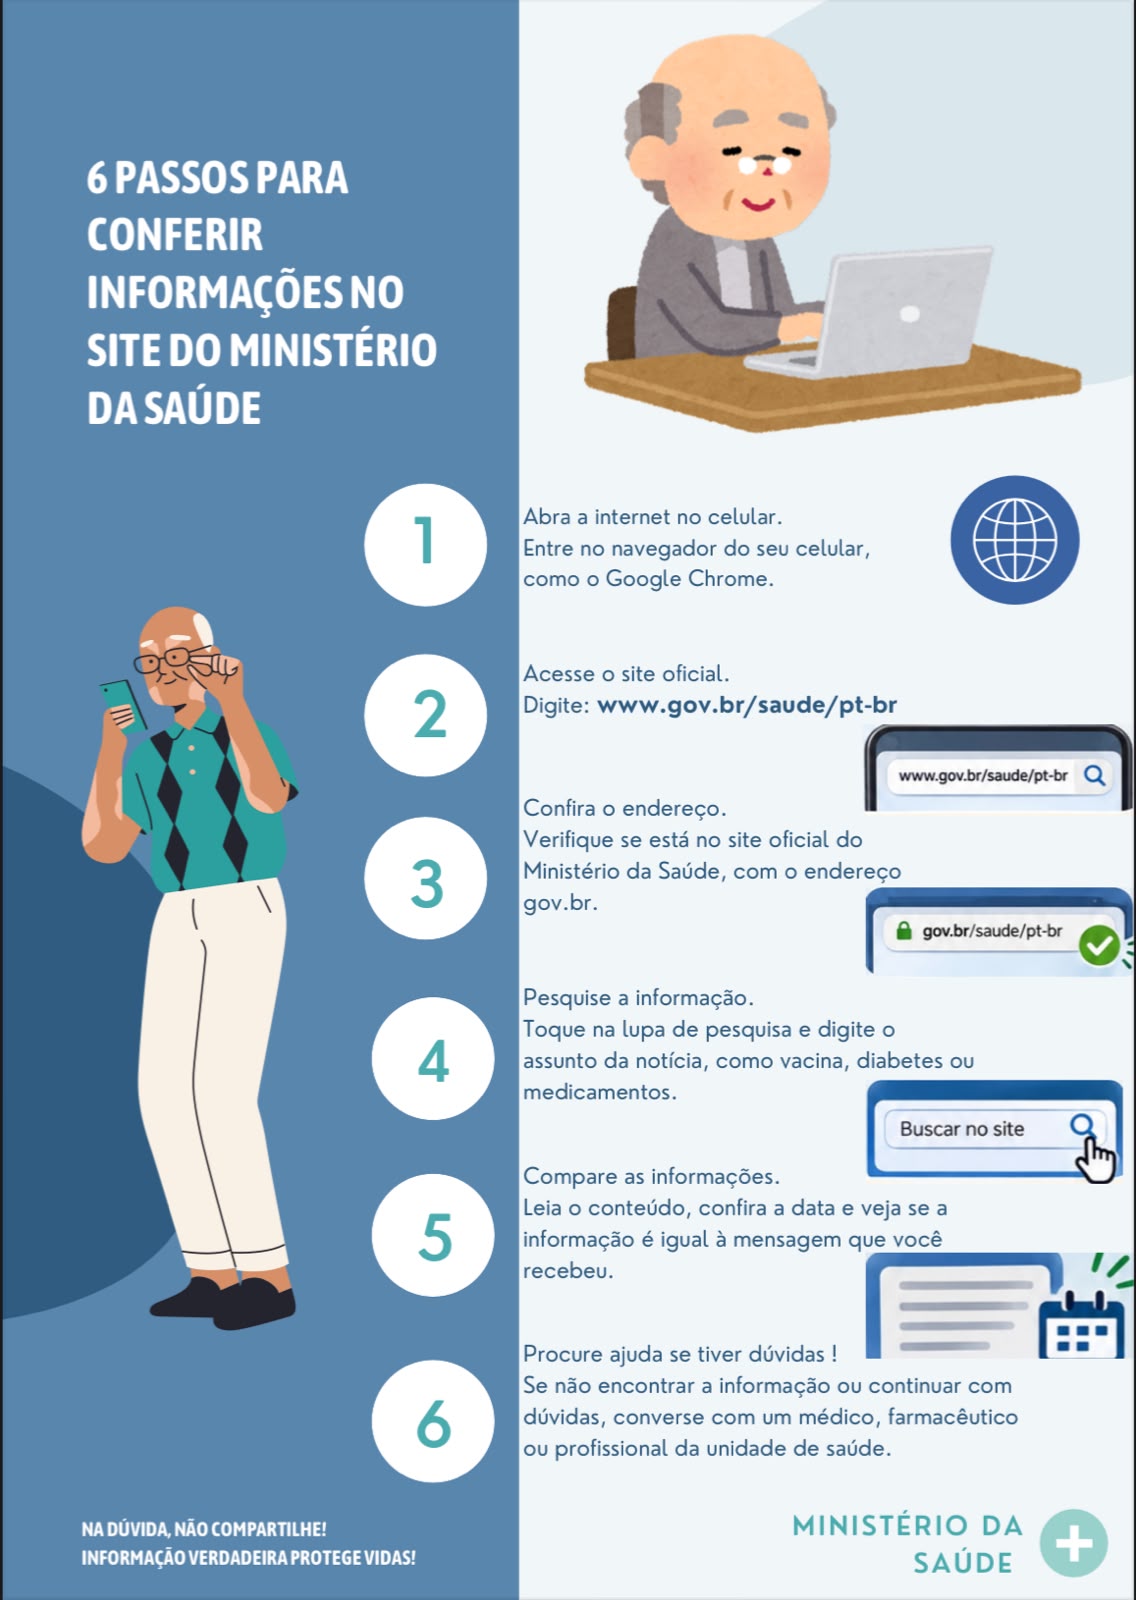 6 PASSOS PARA
CONFERIR
INFORMAÇÕES NO
SITE DO MINISTÉRIO
DA SAÚDE
1
Abra a internet no celular.
Entre no navegador do seu celular,
como o Google Chrome.
2
Acesse o site oficial.
Digite: www.gov.br/saude/pt-br
www.gov.br/saude/pt-br
3
Confira o endereço.
Verifique se está no site oficial do
Ministério da Saúde, com o endereço
gov.br.
gov.br/saude/pt-br
4
Pesquise a informação.
Toque na lupa de pesquisa e digite o
assunto da notícia, como vacina, diabetes ou
medicamentos.
Buscar no site
5
Compare as informações.
Leia o conteúdo, confira a data e veja se a
informação é igual à mensagem que você
recebeu.
6
Procure ajuda se tiver dúvidas !
Se não encontrar a informação ou continuar com
dúvidas, converse com um médico, farmacêutico
ou profissional da unidade de saúde.
NA DÚVIDA, NÃO COMPARTILHE!
INFORMAÇÃO VERDADEIRA PROTEGE VIDAS!
MINISTÉRIO DA
SAÚDE